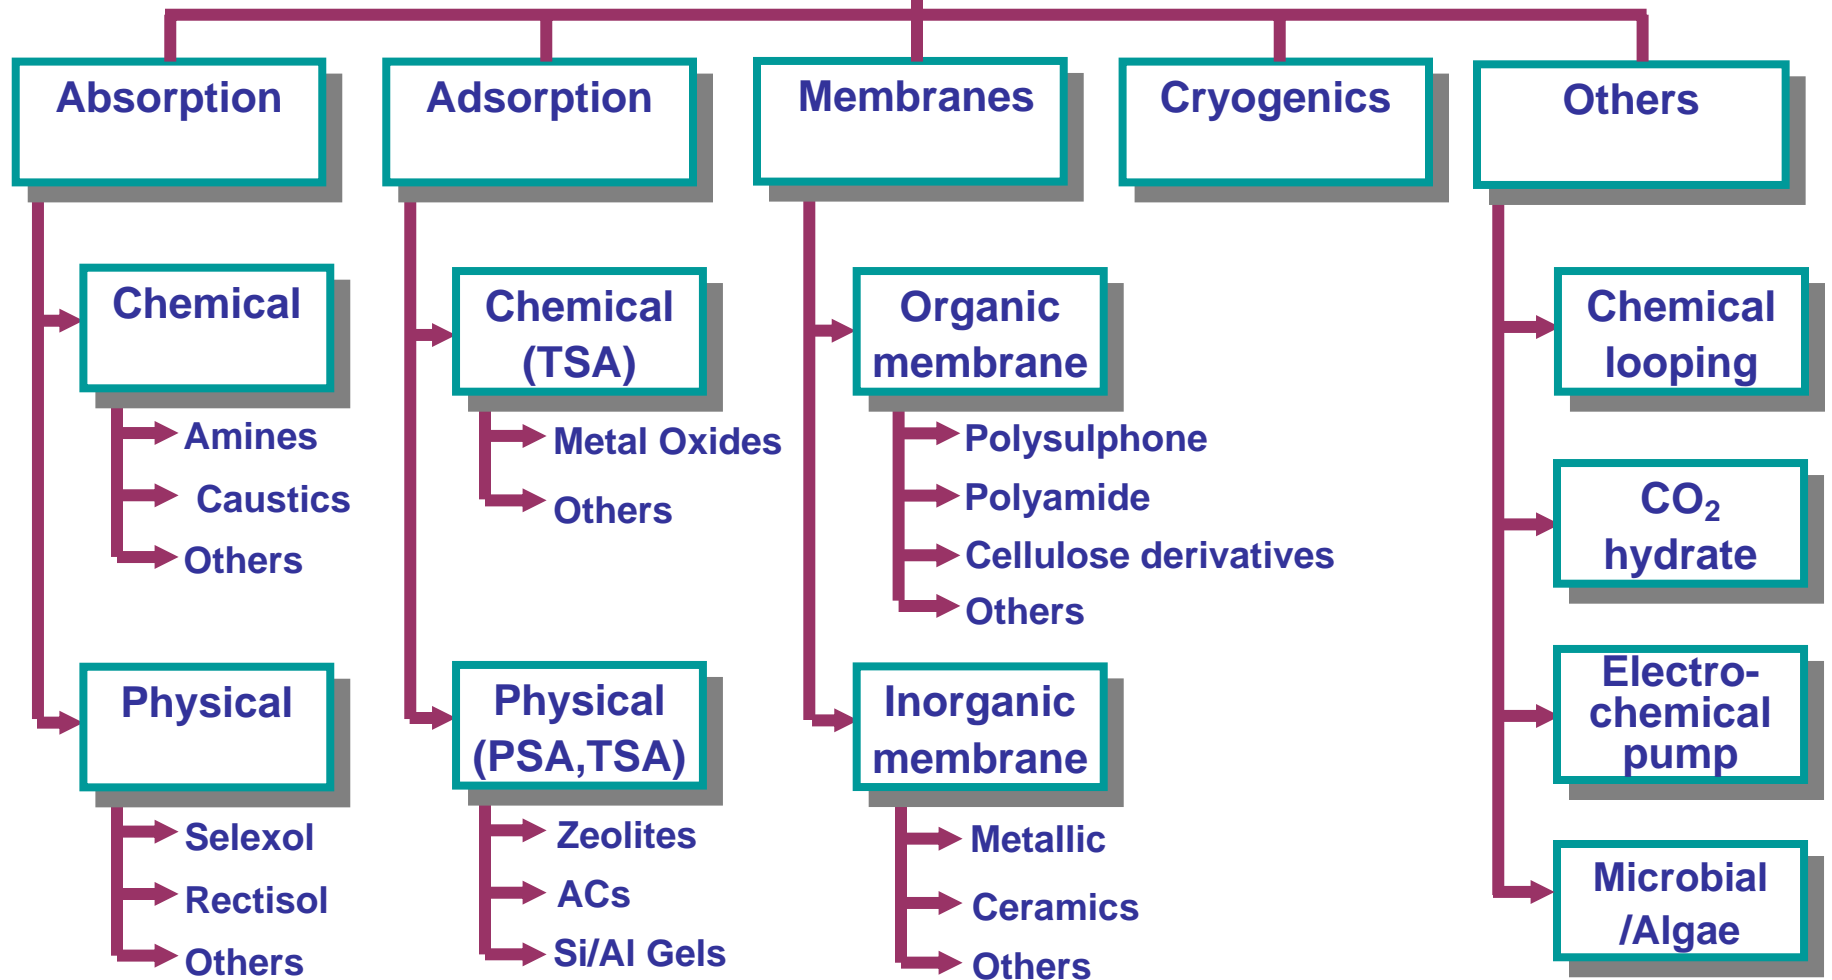 Absorption
Adsorption
Membranes
Cryogenics
Others
Chemical
Amines
Caustics
Others
Physical
Selexol
Rectisol
Others
Chemical
(TSA)
Metal Oxides
Others
Physical
(PSA,TSA)
Zeolites
ACs
Si/Al Gels
Organic
membrane
Polysulphone
Polyamide
Cellulose derivatives
Others
Inorganic
membrane
Metallic
Ceramics
Others
Chemical
looping
CO₂
hydrate
Electro-
chemical
pump
Microbial
/Algae